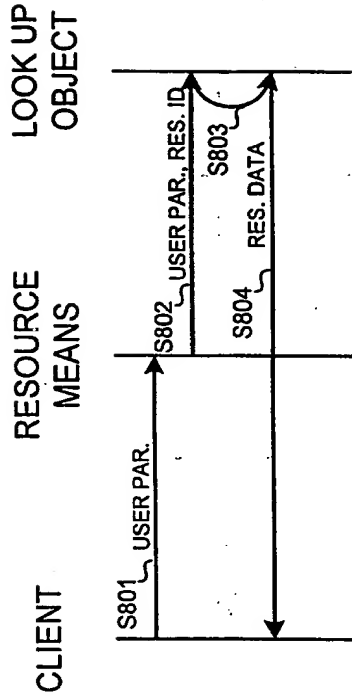 CLIENT
RESOURCE
MEANS
LOOK UP
OBJECT
S801 USER PAR.
S802 USER PAR., RES. ID
S803
S804 RES. DATA